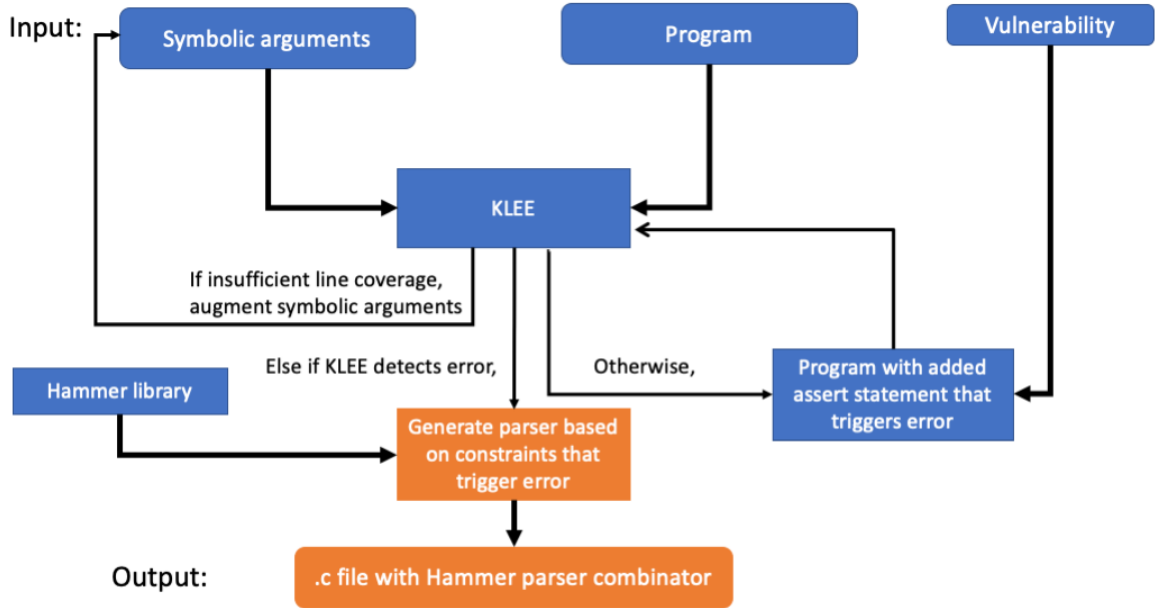 Input:
Symbolic arguments
Program
Vulnerability
KLEE
If insufficient line coverage,
augment symbolic arguments
Else if KLEE detects error,
Otherwise,
Program with added
assert statement that
triggers error
Hammer library
Generate parser based
on constraints that
trigger error
Output:
.c file with Hammer parser combinator